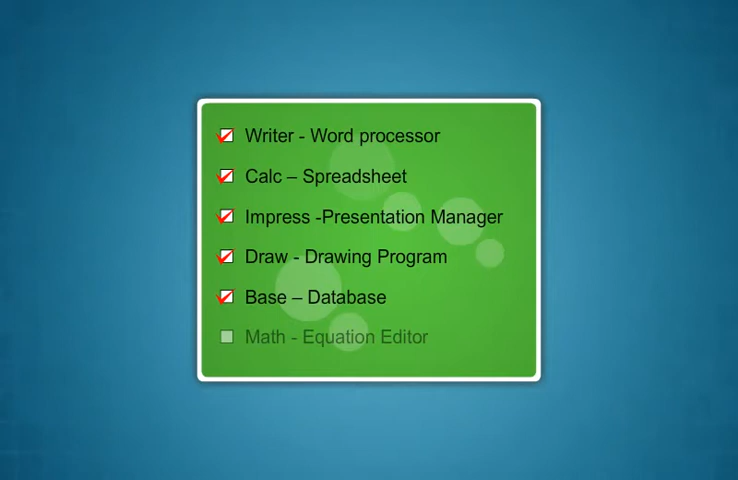 Writer - Word processor
Calc – Spreadsheet
Impress -Presentation Manager
Draw - Drawing Program
Base – Database
Math - Equation Editor